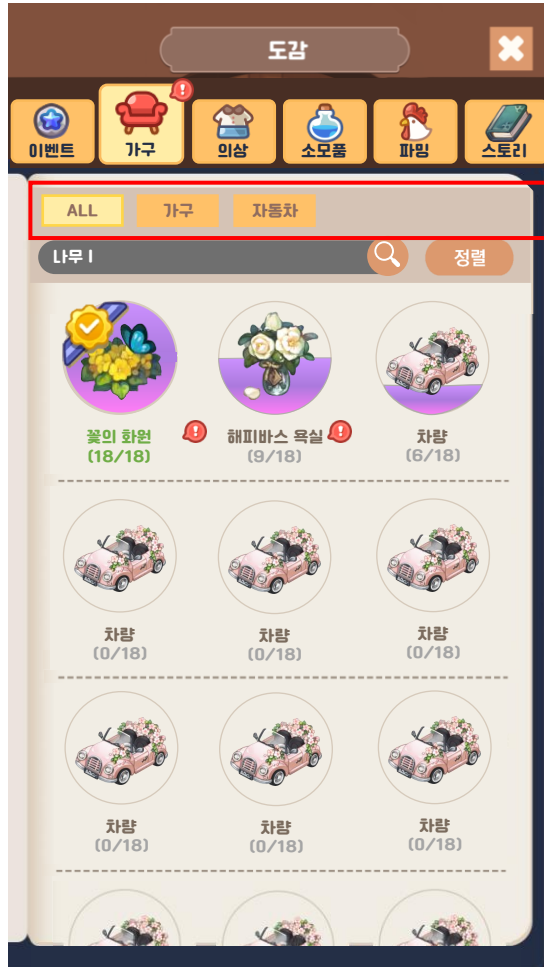 도감
이벤트 가구 의상 소모품 파밍 스토리
ALL 가구 자동차
나무 I 정렬
꽃의 화원 해피바스 욕실 차량
(18/18) (9/18) (6/18)
차량 차량 차량
(0/18) (0/18) (0/18)
차량 차량 차량
(0/18) (0/18) (0/18)